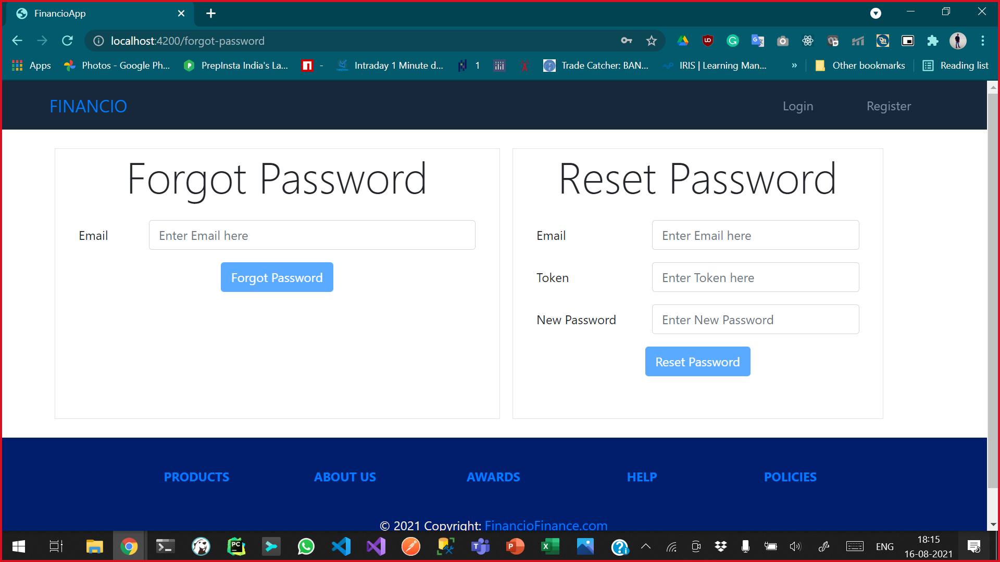 FinancioApp
localhost:4200/forgot-password
Apps
Photos - Google Ph...
PrepInsta India's La...
-
Intraday 1 Minute d...
1
Trade Catcher: BAN...
IRIS | Learning Man...
»
Other bookmarks
Reading list
FINANCIO
Login
Register
Forgot Password
Email
Enter Email here
Forgot Password
Reset Password
Email
Enter Email here
Token
Enter Token here
New Password
Enter New Password
Reset Password
PRODUCTS
ABOUT US
AWARDS
HELP
POLICIES
© 2021 Copyright: FinancioFinance.com
ENG
18:15
16-08-2021